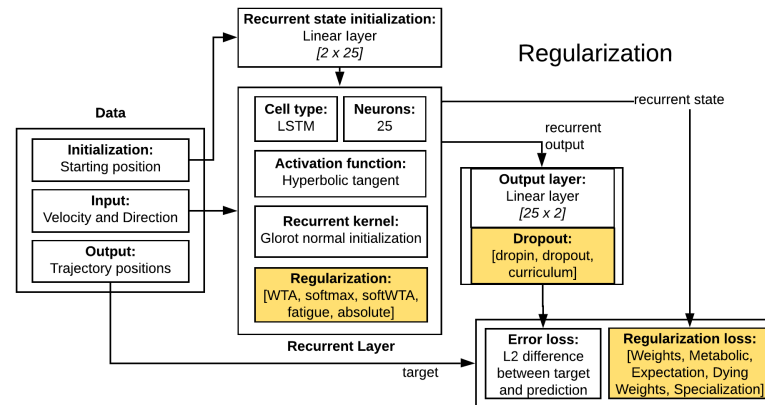 Regularization
Recurrent state initialization:
Linear layer
[2 x 25]
Data
Initialization:
Starting position
Input:
Velocity and Direction
Output:
Trajectory positions
Cell type:
LSTM
Neurons:
25
Activation function:
Hyperbolic tangent
Recurrent kernel:
Glorot normal initialization
Regularization:
[WTA, softmax, softWTA,
fatigue, absolute]
Recurrent Layer
recurrent state
recurrent
output
Output layer:
Linear layer
[25 x 2]
Dropout:
[dropin, dropout,
curriculum]
target
Error loss:
L2 difference
between target
and prediction
Regularization loss:
[Weights, Metabolic,
Expectation, Dying
Weights, Specialization]